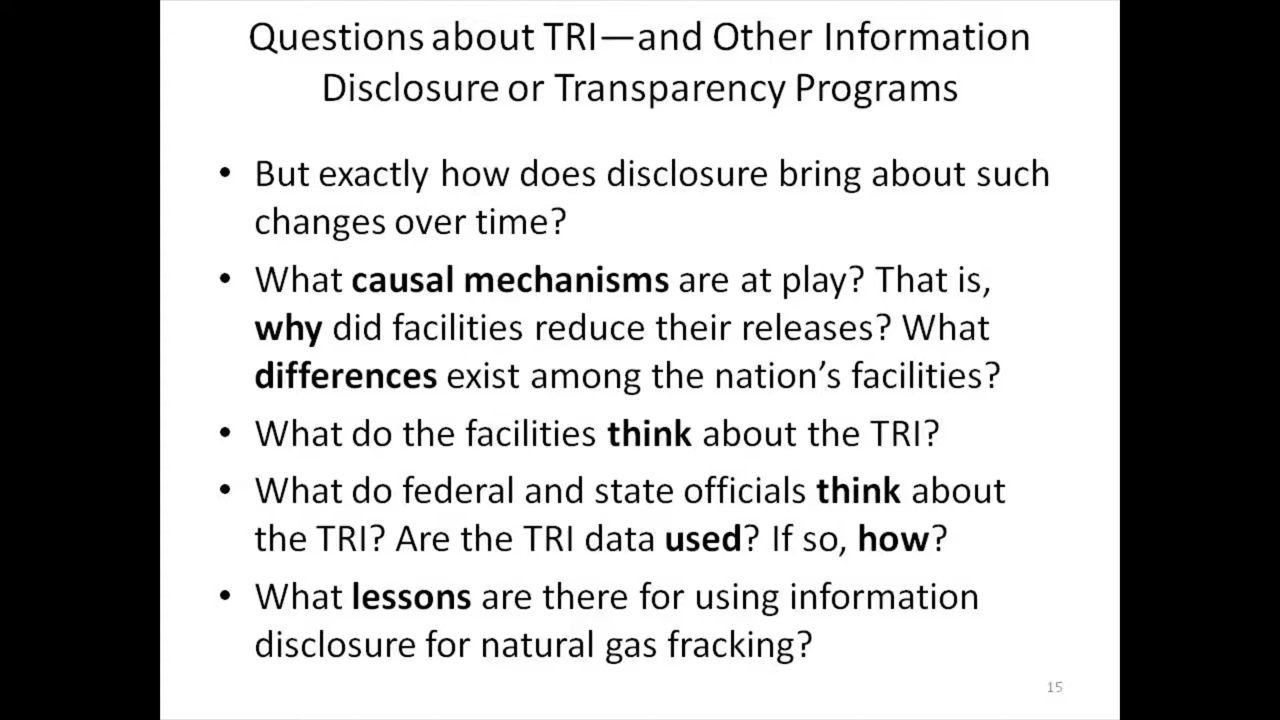 Questions about TRI—and Other Information
Disclosure or Transparency Programs
• But exactly how does disclosure bring about such
changes over time?
• What causal mechanisms are at play? That is,
why did facilities reduce their releases? What
differences exist among the nation’s facilities?
• What do the facilities think about the TRI?
• What do federal and state officials think about
the TRI? Are the TRI data used? If so, how?
• What lessons are there for using information
disclosure for natural gas fracking?
15